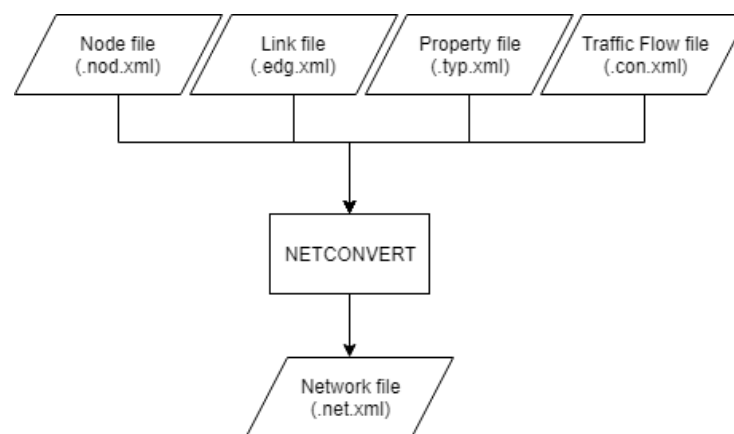 Node file
(.nod.xml)
Link file
(.edg.xml)
Property file
(.typ.xml)
Traffic Flow file
(.con.xml)
NETCONVERT
Network file
(.net.xml)